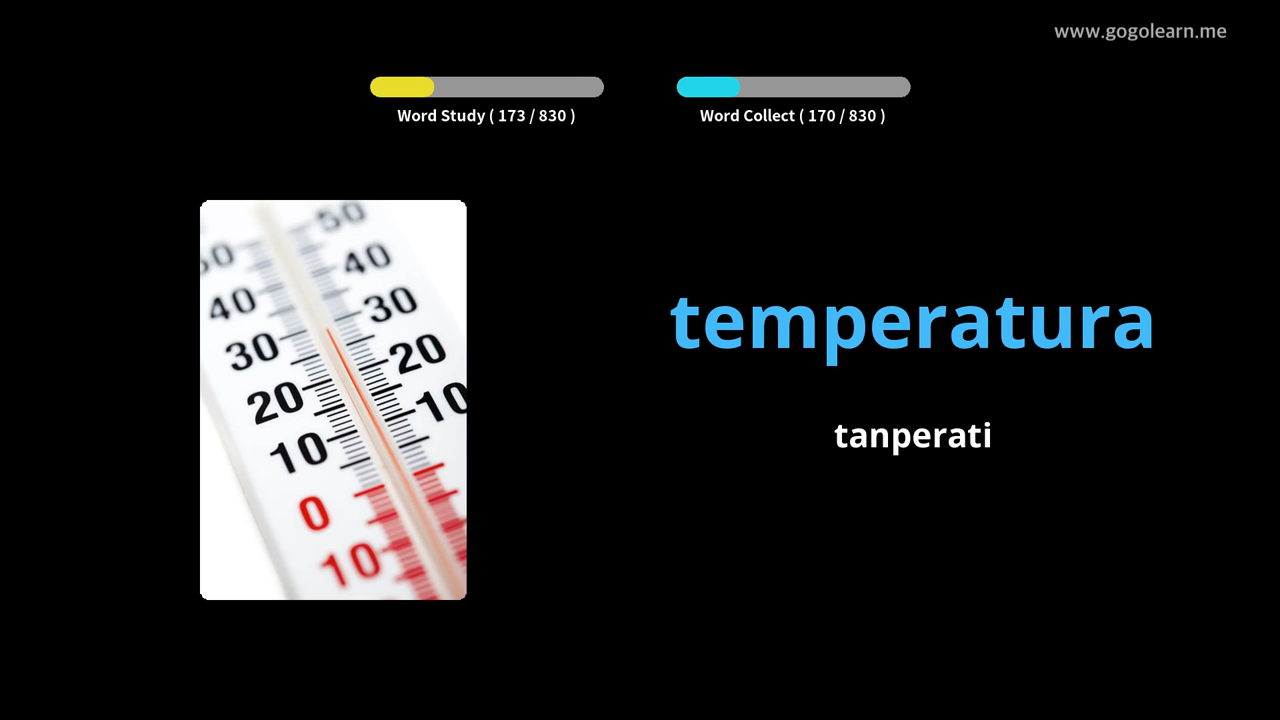 www.gogolearn.me
Word Study ( 173 / 830 )
Word Collect ( 170 / 830 )
50
50
40
40
30
30
20
20
10
10
0
10
temperatura
tanperati